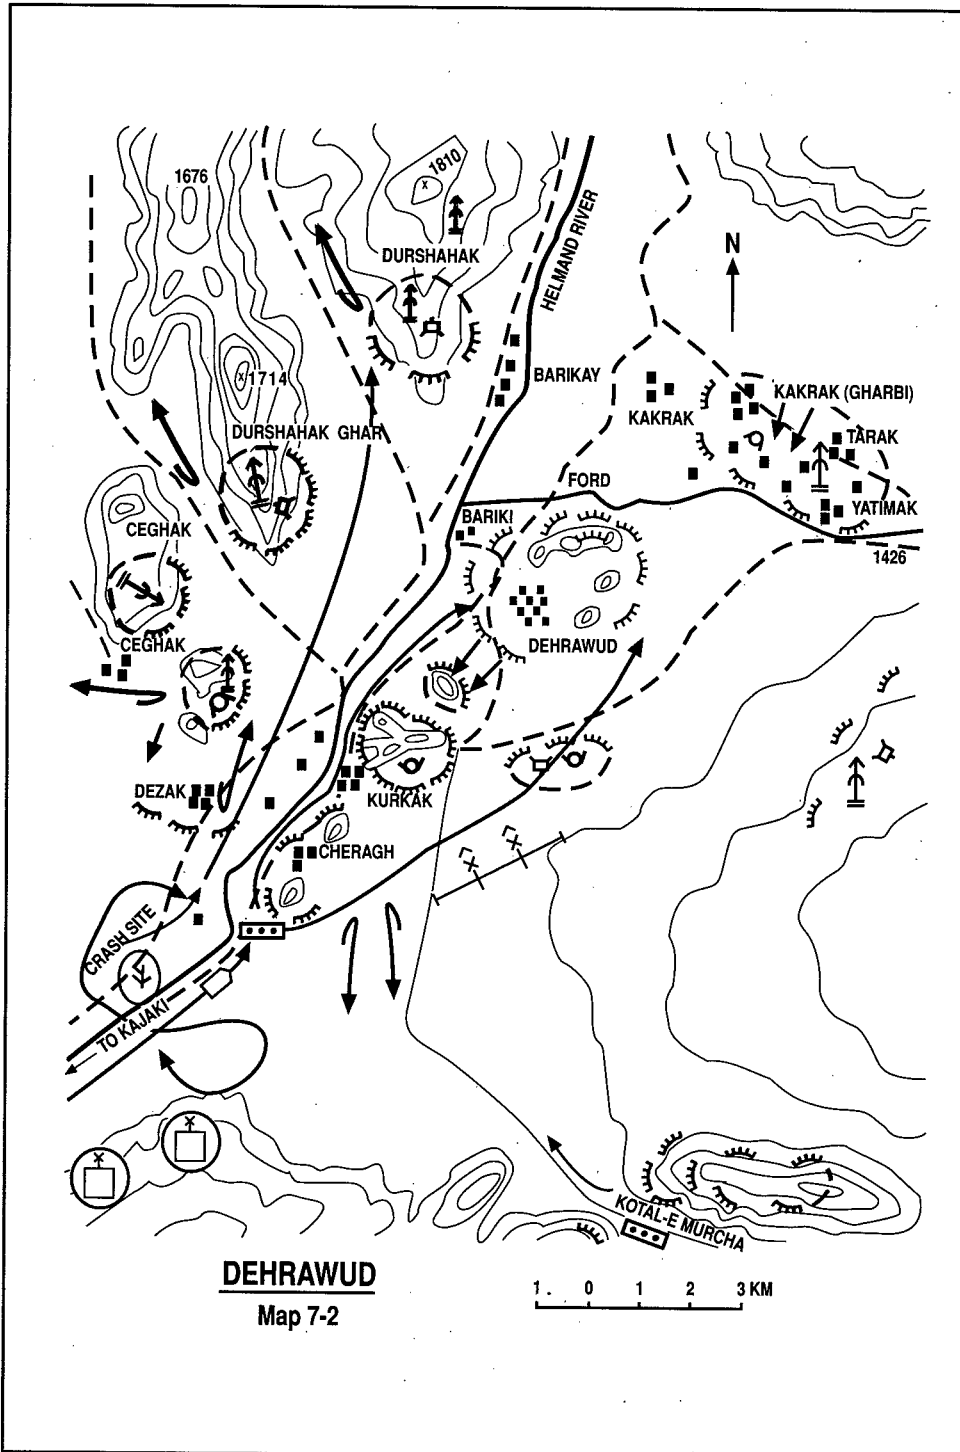 1676
1810
DURSHAHAK
HELMAND RIVER
N
1714
BARIKAY
KAKRAK
KAKRAK (GHARBI)
DURSHAHAK GHAR
TARAK
FORD
CEGHAK
BARIKI
YATIMAK
1426
CEGHAK
DEHRAWUD
DEZAK
KURKAK
CHERAGH
CRASH SITE
TO KAJAKI
KOTAL-E MURCHA
DEHRAWUD
Map 7-2
1 0 1 2 3 KM